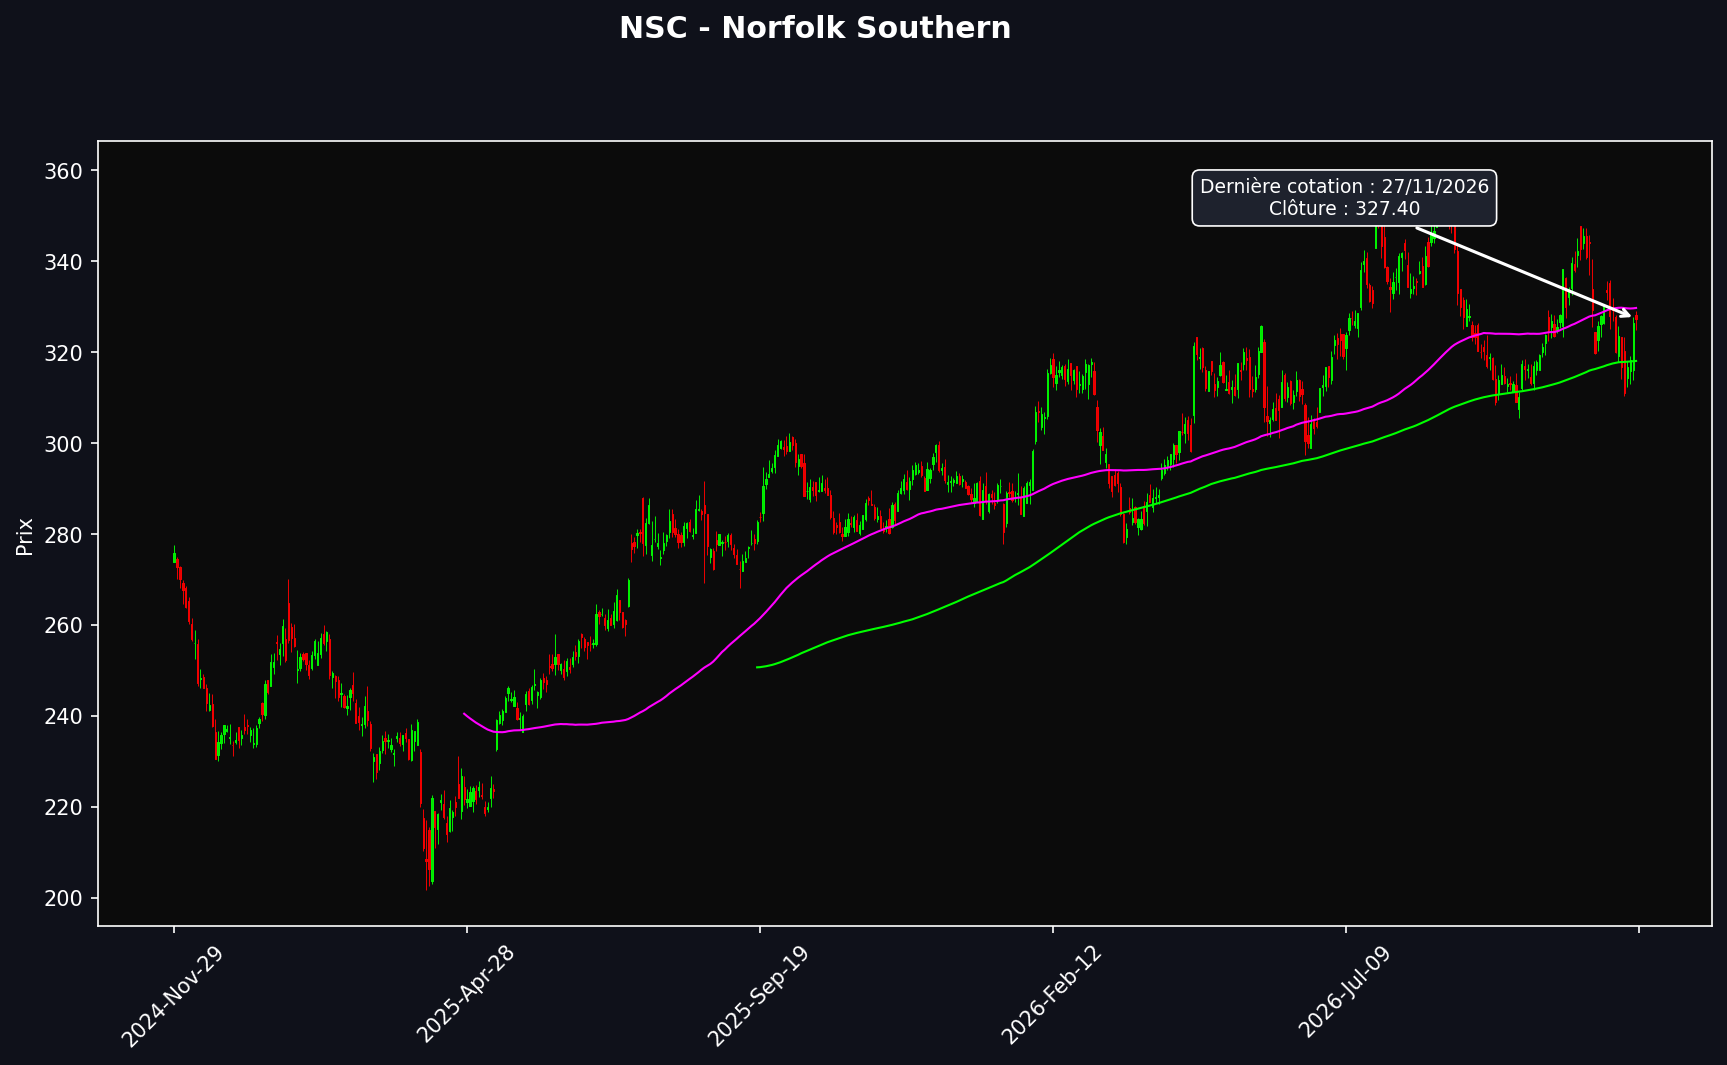 NSC - Norfolk Southern
360
340
320
300
280
260
240
220
200
Prix
Dernière cotation : 27/11/2026
Clôture : 327.40
2024-Nov-29
2025-Apr-28
2025-Sep-19
2026-Feb-12
2026-Jul-09